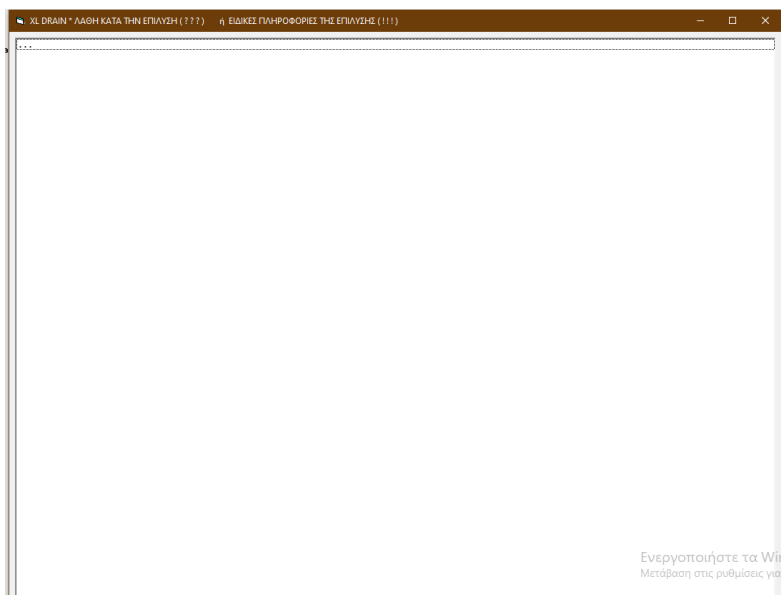 XL DRAIN * ΛΑΘΗ ΚΑΤΑ ΤΗΝ ΕΠΙΛΥΣΗ ( ? ? ? ) ή ΕΙΔΙΚΕΣ ΠΛΗΡΟΦΟΡΙΕΣ ΤΗΣ ΕΠΙΛΥΣΗΣ ( ! ! ! )
...
Ενεργοποιήστε τα Wi
Μετάβαση στις ρυθμίσεις για